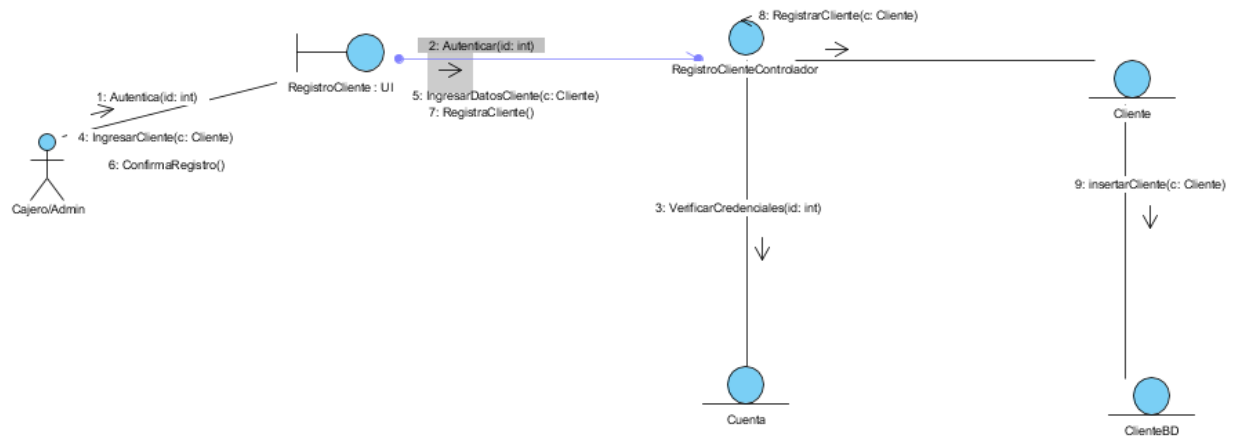 8: RegistrarCliente(c: Cliente)
2: Autenticar(id: int)
RegistroClienteControlador
RegistroCliente : UI
1: Autentica(id: int)
5: IngresarDatosCliente(c: Cliente)
7: RegistraCliente()
Cliente
4: IngresarCliente(c: Cliente)
6: ConfirmaRegistro()
Cajero/Admin
9: insertarCliente(c: Cliente)
3: VerificarCredenciales(id: int)
Cuenta
ClienteBD